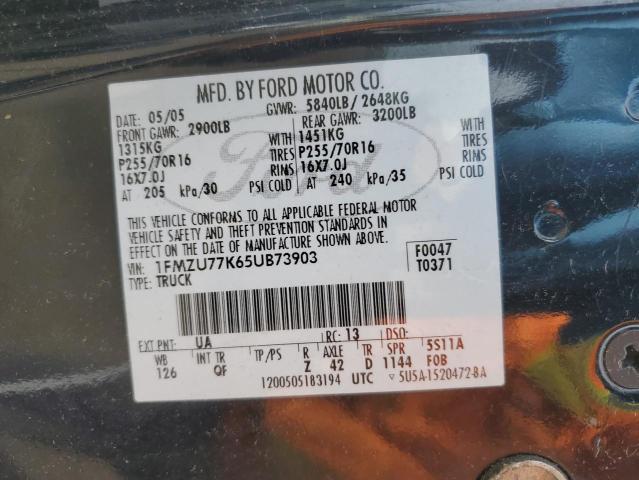 MFD. BY FORD MOTOR CO.
DATE: 05/05 GVWR: 5840LB / 2648KG
FRONT GAWR: 2900LB REAR GAWR: 3200LB
1315KG WITH 1451KG WITH
P255/70R16 TIRES P255/70R16 TIRES
16X7.0J RIMS 16X7.0J RIMS
AT 205 kPa/30 PSI COLD AT 240 kPa/35 PSI COLD
Ford
THIS VEHICLE CONFORMS TO ALL APPLICABLE FEDERAL MOTOR
VEHICLE SAFETY AND THEFT PREVENTION STANDARDS IN
EFFECT ON THE DATE OF MANUFACTURE SHOWN ABOVE.
VIN: 1FMZU77K65UB73903 F0047
TYPE: TRUCK T0371
EXT PNT: UA RC: 13 DSO:
WB INT TR TP/PS R AXLE TR SPR 5S11A
126 QF Z 42 D 1144 FOB
1200505183194 UTC ▽ 5U5A-1520472-BA